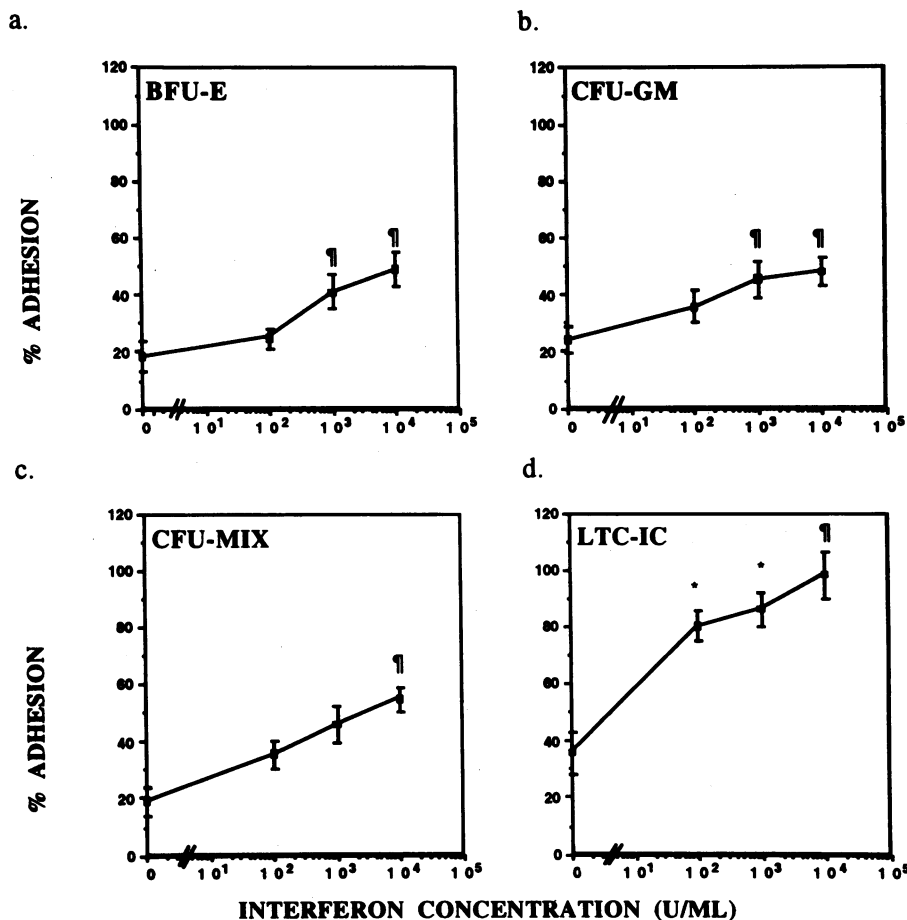 a.
b.
% ADHESION
120
100
80
60
40
20
0
BFU-E
¶ ¶
0 10¹ 10² 10³ 10⁴ 10⁵
120
100
80
60
40
20
0
CFU-GM
¶ ¶
0 10¹ 10² 10³ 10⁴ 10⁵
c.
d.
% ADHESION
120
100
80
60
40
20
0
CFU-MIX
¶
0 10¹ 10² 10³ 10⁴ 10⁵
120
100
80
60
40
20
0
LTC-IC
* * ¶
0 10¹ 10² 10³ 10⁴ 10⁵
INTERFERON CONCENTRATION (U/ML)